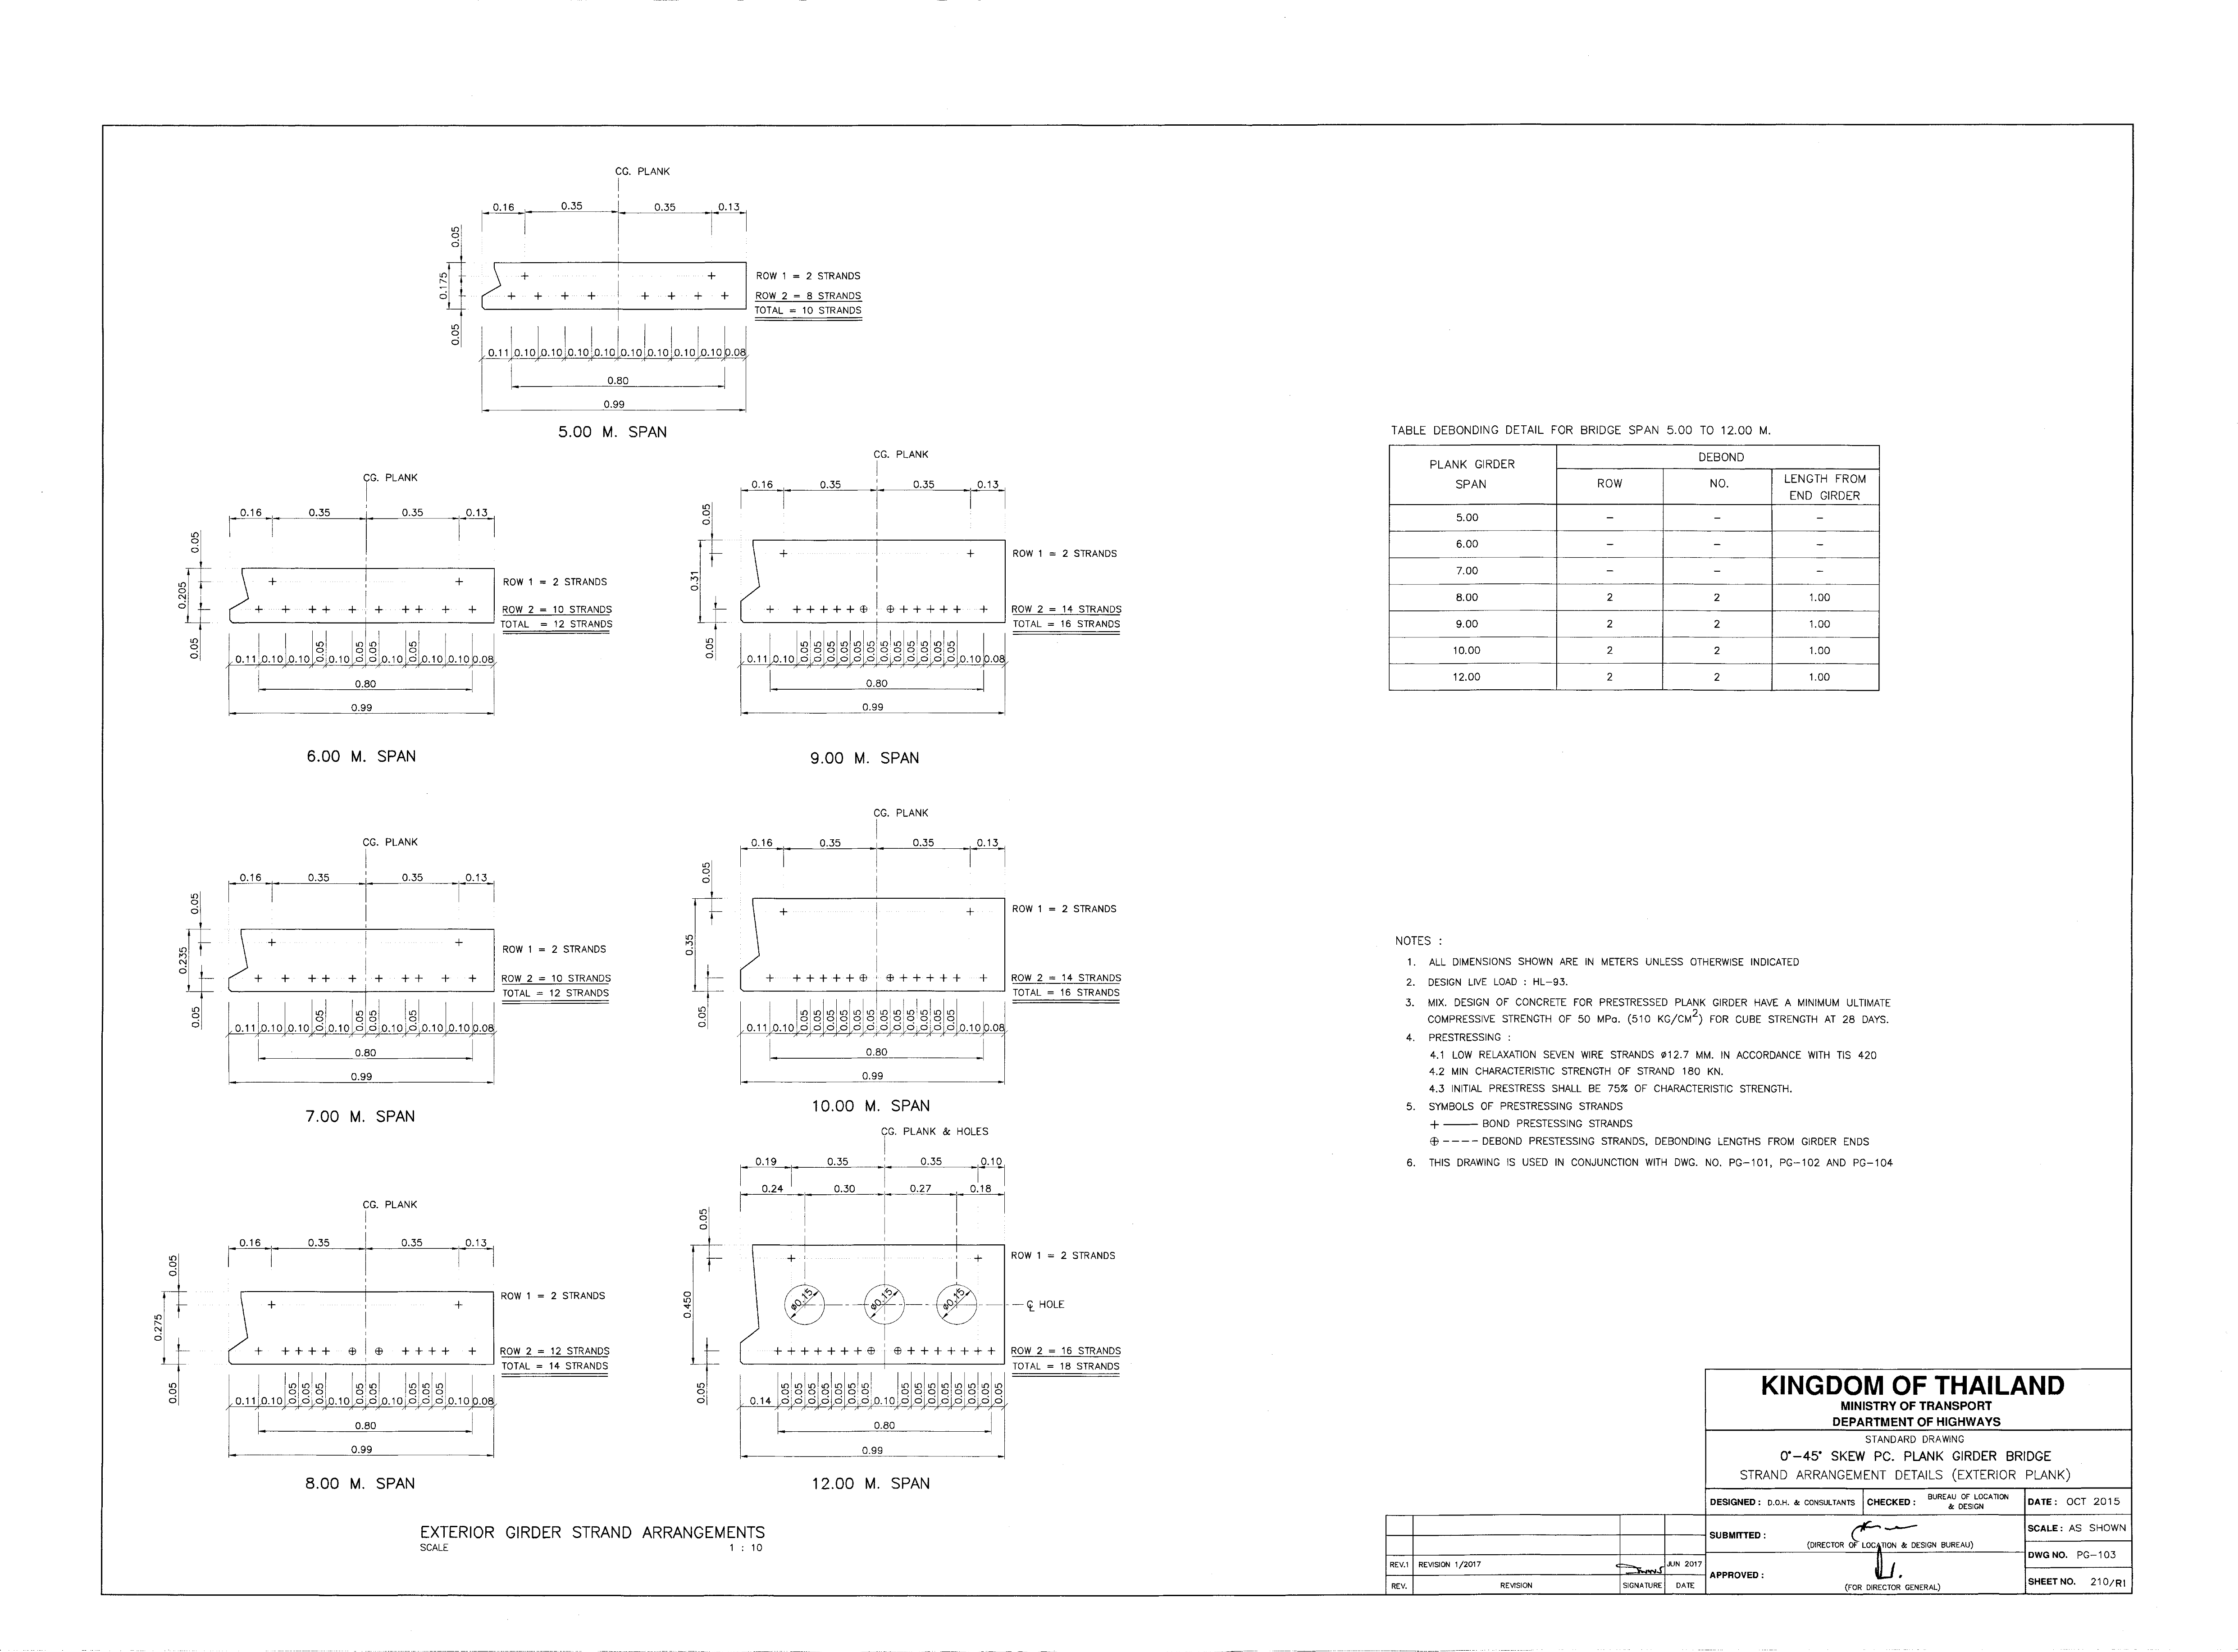 CG. PLANK
0.16 0.35 0.35 0.13
0.05
0.175
0.05
ROW 1 = 2 STRANDS
ROW 2 = 8 STRANDS
TOTAL = 10 STRANDS
0.11 0.10 0.10 0.10 0.10 0.10 0.10 0.10 0.10 0.08
0.80
0.99
5.00 M. SPAN
CG. PLANK
0.16 0.35 0.35 0.13
0.05
0.205
0.05
ROW 1 = 2 STRANDS
ROW 2 = 10 STRANDS
TOTAL = 12 STRANDS
0.11 0.10 0.10 0.05 0.10 0.05 0.05 0.10 0.05 0.10 0.10 0.08
0.80
0.99
6.00 M. SPAN
CG. PLANK
0.16 0.35 0.35 0.13
0.05
0.31
0.05
ROW 1 = 2 STRANDS
ROW 2 = 14 STRANDS
TOTAL = 16 STRANDS
0.11 0.10 0.05 0.05 0.05 0.05 0.05 0.05 0.05 0.05 0.05 0.05 0.05 0.05 0.10 0.08
0.80
0.99
9.00 M. SPAN
CG. PLANK
0.16 0.35 0.35 0.13
0.05
0.235
0.05
ROW 1 = 2 STRANDS
ROW 2 = 10 STRANDS
TOTAL = 12 STRANDS
0.11 0.10 0.10 0.05 0.10 0.05 0.05 0.10 0.05 0.10 0.10 0.08
0.80
0.99
7.00 M. SPAN
CG. PLANK
0.16 0.35 0.35 0.13
0.05
0.35
0.05
ROW 1 = 2 STRANDS
ROW 2 = 14 STRANDS
TOTAL = 16 STRANDS
0.11 0.10 0.05 0.05 0.05 0.05 0.05 0.05 0.05 0.05 0.05 0.05 0.05 0.05 0.10 0.08
0.80
0.99
10.00 M. SPAN
CG. PLANK
0.16 0.35 0.35 0.13
0.05
0.275
0.05
ROW 1 = 2 STRANDS
ROW 2 = 12 STRANDS
TOTAL = 14 STRANDS
0.11 0.10 0.05 0.05 0.05 0.10 0.05 0.05 0.10 0.05 0.05 0.05 0.10 0.08
0.80
0.99
8.00 M. SPAN
CG. PLANK & HOLES
0.19 0.35 0.35 0.10
0.24 0.30 0.27 0.18
0.05
0.450
0.05
ROW 1 = 2 STRANDS
ø0.15 ø0.15 ø0.15
℄ HOLE
ROW 2 = 16 STRANDS
TOTAL = 18 STRANDS
0.14 0.05 0.05 0.05 0.05 0.05 0.05 0.05 0.10 0.05 0.05 0.05 0.05 0.05 0.05 0.05 0.05
0.80
0.99
12.00 M. SPAN
EXTERIOR GIRDER STRAND ARRANGEMENTS
SCALE 1 : 10
TABLE DEBONDING DETAIL FOR BRIDGE SPAN 5.00 TO 12.00 M.
PLANK GIRDER SPAN DEBOND
ROW NO. LENGTH FROM END GIRDER
5.00 – – –
6.00 – – –
7.00 – – –
8.00 2 2 1.00
9.00 2 2 1.00
10.00 2 2 1.00
12.00 2 2 1.00
NOTES :
1. ALL DIMENSIONS SHOWN ARE IN METERS UNLESS OTHERWISE INDICATED
2. DESIGN LIVE LOAD : HL-93.
3. MIX. DESIGN OF CONCRETE FOR PRESTRESSED PLANK GIRDER HAVE A MINIMUM ULTIMATE
COMPRESSIVE STRENGTH OF 50 MPa. (510 KG/CM2) FOR CUBE STRENGTH AT 28 DAYS.
4. PRESTRESSING :
4.1 LOW RELAXATION SEVEN WIRE STRANDS ø12.7 MM. IN ACCORDANCE WITH TIS 420
4.2 MIN CHARACTERISTIC STRENGTH OF STRAND 180 KN.
4.3 INITIAL PRESTRESS SHALL BE 75% OF CHARACTERISTIC STRENGTH.
5. SYMBOLS OF PRESTRESSING STRANDS
+ —— BOND PRESTESSING STRANDS
⊕ ---- DEBOND PRESTESSING STRANDS, DEBONDING LENGTHS FROM GIRDER ENDS
6. THIS DRAWING IS USED IN CONJUNCTION WITH DWG. NO. PG-101, PG-102 AND PG-104
KINGDOM OF THAILAND
MINISTRY OF TRANSPORT
DEPARTMENT OF HIGHWAYS
STANDARD DRAWING
0°-45° SKEW PC. PLANK GIRDER BRIDGE
STRAND ARRANGEMENT DETAILS (EXTERIOR PLANK)
DESIGNED : D.O.H. & CONSULTANTS CHECKED : BUREAU OF LOCATION & DESIGN DATE : OCT 2015
SUBMITTED : (DIRECTOR OF LOCATION & DESIGN BUREAU) SCALE : AS SHOWN
DWG NO. PG-103
APPROVED : (FOR DIRECTOR GENERAL) SHEET NO. 210/R1
REV.1 REVISION 1/2017 JUN 2017
REV. REVISION SIGNATURE DATE